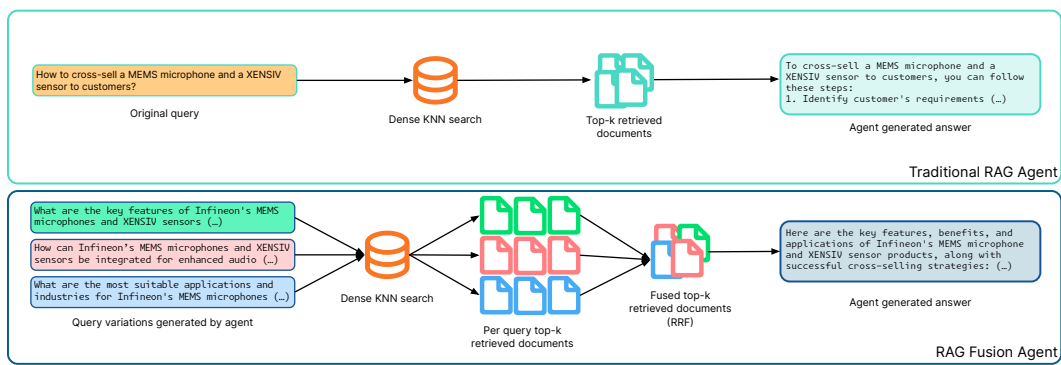 How to cross-sell a MEMS microphone and a XENSIV
sensor to customers?
Original query
Dense KNN search
Top-k retrieved
documents
To cross-sell a MEMS microphone and a
XENSIV sensor to customers, you can follow
these steps:
1. Identify customer's requirements (…)
Agent generated answer
Traditional RAG Agent
What are the key features of Infineon's MEMS
microphones and XENSIV sensors (…)
How can Infineon's MEMS microphones and XENSIV
sensors be integrated for enhanced audio (…)
What are the most suitable applications and
industries for Infineon's MEMS microphones (…)
Query variations generated by agent
Dense KNN search
Per query top-k
retrieved documents
Fused top-k
retrieved documents
(RRF)
Here are the key features, benefits, and
applications of Infineon's MEMS microphone
and XENSIV sensor products, along with
successful cross-selling strategies: (…)
Agent generated answer
RAG Fusion Agent